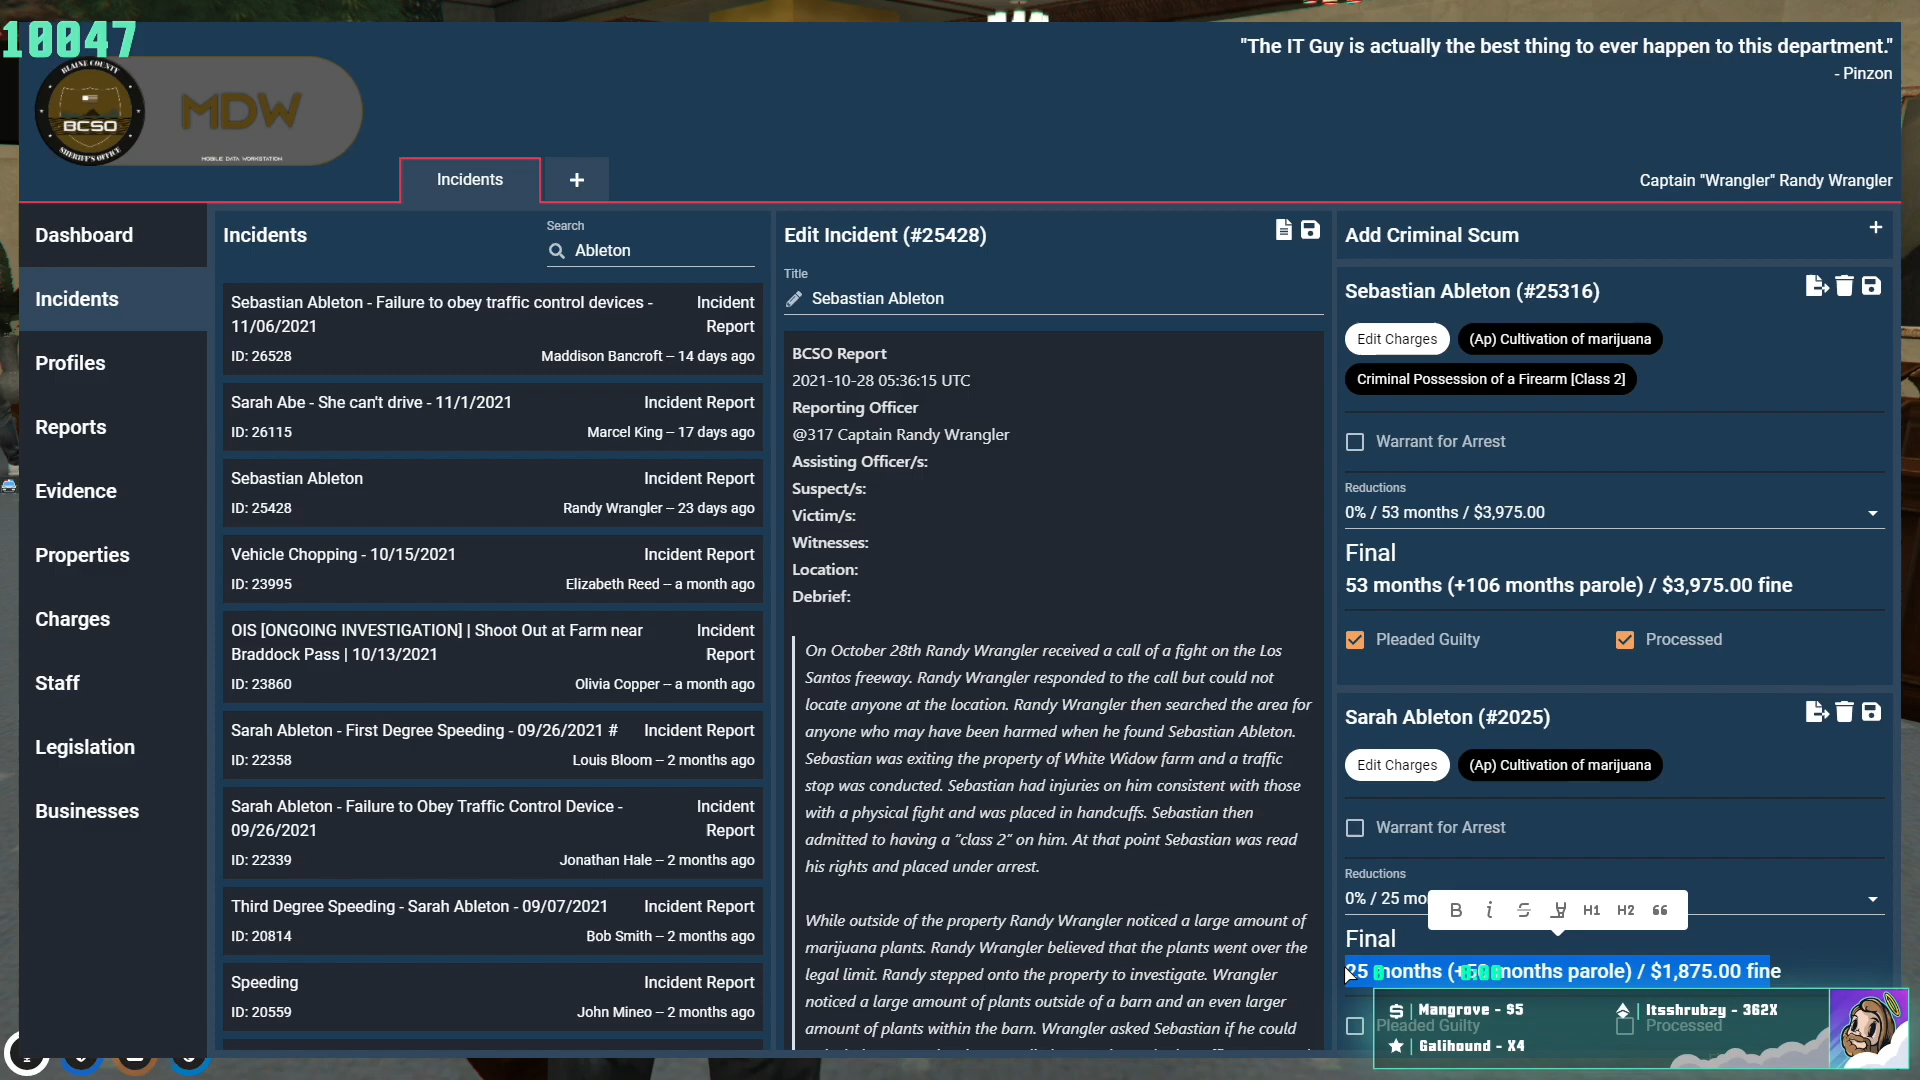 10047
"The IT Guy is actually the best thing to ever happen to this department."
- Pinzon
BLAINE COUNTY
BCSO
SHERIFF'S OFFICE
MDW
MOBILE DATA WORKSTATION
Incidents
+
Captain "Wrangler" Randy Wrangler
Dashboard
Incidents
Profiles
Reports
Evidence
Properties
Charges
Staff
Legislation
Businesses
Incidents
Search
Ableton
Sebastian Ableton - Failure to obey traffic control devices - 11/06/2021
Incident Report
ID: 26528
Maddison Bancroft – 14 days ago
Sarah Abe - She can't drive - 11/1/2021
Incident Report
ID: 26115
Marcel King – 17 days ago
Sebastian Ableton
Incident Report
ID: 25428
Randy Wrangler – 23 days ago
Vehicle Chopping - 10/15/2021
Incident Report
ID: 23995
Elizabeth Reed – a month ago
OIS [ONGOING INVESTIGATION] | Shoot Out at Farm near Braddock Pass | 10/13/2021
Incident Report
ID: 23860
Olivia Copper – a month ago
Sarah Ableton - First Degree Speeding - 09/26/2021 #
Incident Report
ID: 22358
Louis Bloom – 2 months ago
Sarah Ableton - Failure to Obey Traffic Control Device - 09/26/2021
Incident Report
ID: 22339
Jonathan Hale – 2 months ago
Third Degree Speeding - Sarah Ableton - 09/07/2021
Incident Report
ID: 20814
Bob Smith – 2 months ago
Speeding
Incident Report
ID: 20559
John Mineo – 2 months ago
Edit Incident (#25428)
Title
Sebastian Ableton
BCSO Report
2021-10-28 05:36:15 UTC
Reporting Officer
@317 Captain Randy Wrangler
Assisting Officer/s:
Suspect/s:
Victim/s:
Witnesses:
Location:
Debrief:
On October 28th Randy Wrangler received a call of a fight on the Los
Santos freeway. Randy Wrangler responded to the call but could not
locate anyone at the location. Randy Wrangler then searched the area for
anyone who may have been harmed when he found Sebastian Ableton.
Sebastian was exiting the property of White Widow farm and a traffic
stop was conducted. Sebastian had injuries on him consistent with those
with a physical fight and was placed in handcuffs. Sebastian then
admitted to having a “class 2” on him. At that point Sebastian was read
his rights and placed under arrest.
While outside of the property Randy Wrangler noticed a large amount of
marijuana plants. Randy Wrangler believed that the plants went over the
legal limit. Randy stepped onto the property to investigate. Wrangler
noticed a large amount of plants outside of a barn and an even larger
amount of plants within the barn. Wrangler asked Sebastian if he could
Add Criminal Scum
+
Sebastian Ableton (#25316)
Edit Charges
(Ap) Cultivation of marijuana
Criminal Possession of a Firearm [Class 2]
Warrant for Arrest
Reductions
0% / 53 months / $3,975.00
Final
53 months (+106 months parole) / $3,975.00 fine
Pleaded Guilty
Processed
Sarah Ableton (#2025)
Edit Charges
(Ap) Cultivation of marijuana
Warrant for Arrest
Reductions
0% / 25 mo
B i S H1 H2 “
Final
25 months (+50 months parole) / $1,875.00 fine
Pleaded Guilty
Processed
Mangrove - $5
Itsshrubzy - 362X
Galihound - X4